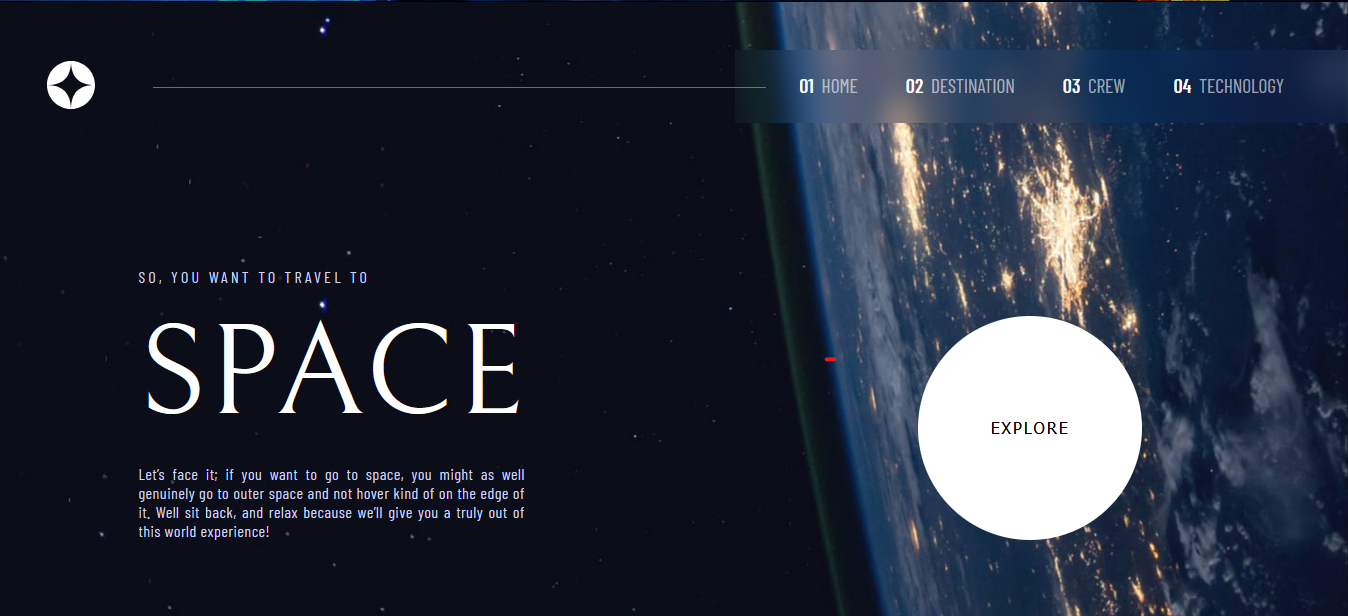 01 HOME 02 DESTINATION 03 CREW 04 TECHNOLOGY
SO, YOU WANT TO TRAVEL TO
SPACE
EXPLORE
Let's face it; if you want to go to space, you might as well
genuinely go to outer space and not hover kind of on the edge of
it. Well sit back, and relax because we'll give you a truly out of
this world experience!